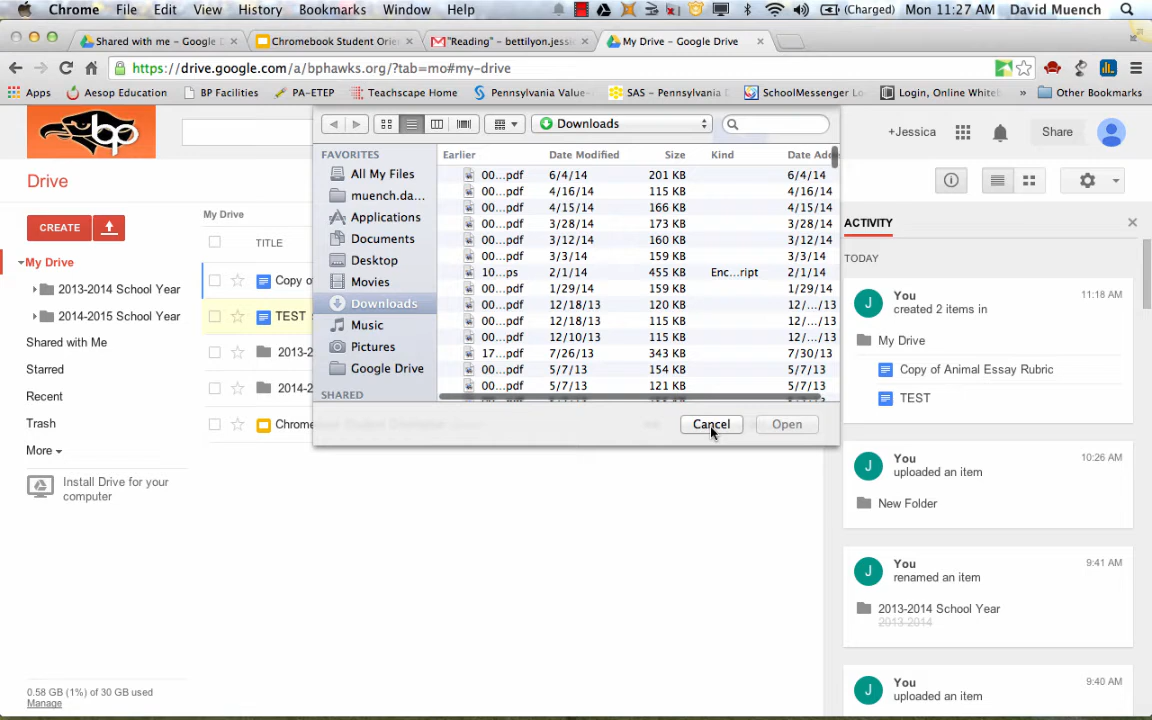 Chrome File Edit View History Bookmarks Window Help (Charged) Mon 11:27 AM David Muench
Shared with me – Google D Chromebook Student Orie "Reading" – bettilyon.jessi My Drive – Google Drive
https://drive.google.com/a/bphawks.org/?tab=mo#my-drive
Apps Aesop Education BP Facilities PA-ETEP Teachscape Home Pennsylvania Value- SAS – Pennsylvania SchoolMessenger Lo Login, Online White » Other Bookmarks
bp
+Jessica Share
Drive
CREATE
My Drive
2013-2014 School Year
2014-2015 School Year
Shared with Me
Starred
Recent
Trash
More
Install Drive for your
computer
0.58 GB (1%) of 30 GB used
Manage
My Drive
TITLE
Copy o
TEST
2013-2
2014-2
Chrome
Downloads
FAVORITES
All My Files
muench.da...
Applications
Documents
Desktop
Movies
Downloads
Music
Pictures
Google Drive
SHARED
Earlier Date Modified Size Kind Date Add
00...pdf 6/4/14 201 KB 6/4/14
00...pdf 4/16/14 115 KB 4/16/14
00...pdf 4/15/14 166 KB 4/15/14
00...pdf 3/28/14 173 KB 3/28/14
00...pdf 3/12/14 160 KB 3/12/14
00...pdf 3/3/14 159 KB 3/3/14
10...ps 2/1/14 455 KB Enc...ript 2/1/14
00...pdf 1/29/14 159 KB 1/29/14
00...pdf 12/18/13 120 KB 12/.../13
00...pdf 12/18/13 115 KB 12/.../13
00...pdf 12/10/13 115 KB 12/.../13
17...pdf 7/26/13 343 KB 7/30/13
00...pdf 5/7/13 154 KB 5/7/13
00...pdf 5/7/13 121 KB 5/7/13
Cancel Open
ACTIVITY
TODAY
J You 11:18 AM
created 2 items in
My Drive
Copy of Animal Essay Rubric
TEST
J You 10:26 AM
uploaded an item
New Folder
J You 9:41 AM
renamed an item
2013-2014 School Year
2013-2014
J You 9:40 AM
uploaded an item